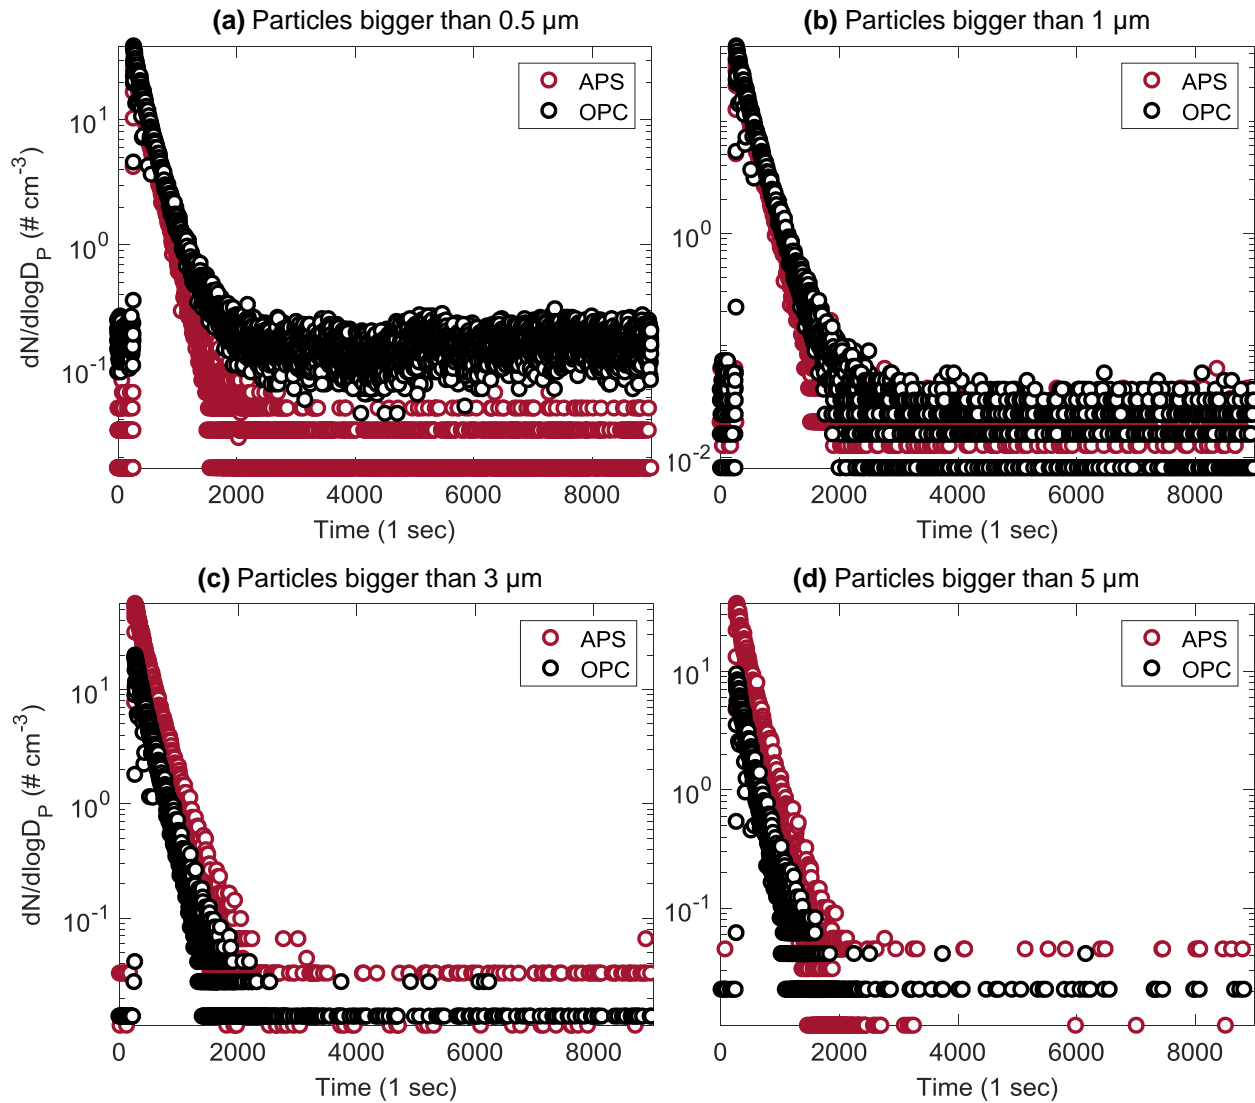 (a) Particles bigger than 0.5 µm
dN/dlogD_P (# cm^-3)
10^1
10^0
10^-1
APS
OPC
0 2000 4000 6000 8000
Time (1 sec)
(b) Particles bigger than 1 µm
10^0
10^-2
APS
OPC
0 2000 4000 6000 8000
Time (1 sec)
(c) Particles bigger than 3 µm
dN/dlogD_P (# cm^-3)
10^1
10^0
10^-1
APS
OPC
0 2000 4000 6000 8000
Time (1 sec)
(d) Particles bigger than 5 µm
10^1
10^0
10^-1
APS
OPC
0 2000 4000 6000 8000
Time (1 sec)